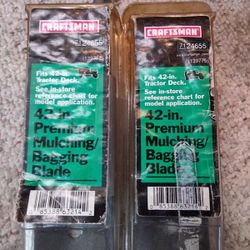 CRAFTSMAN
7124655
Fits 42-in.
Tractor Deck.
See in-store
reference chart for
model application.
42-in.
Premium
Mulching/
Bagging
Blade
CRAFTSMAN
7124655
Fits 42-in.
Tractor Deck.
See in-store
reference chart for
model application.
42-in.
Premium
Mulching/
Bagging
Blade